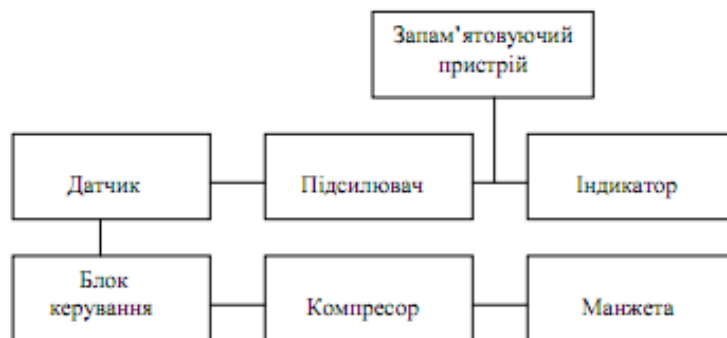 Запам’ятовуючий
пристрій
Датчик
Підсилювач
Індикатор
Блок
керування
Компресор
Манжета